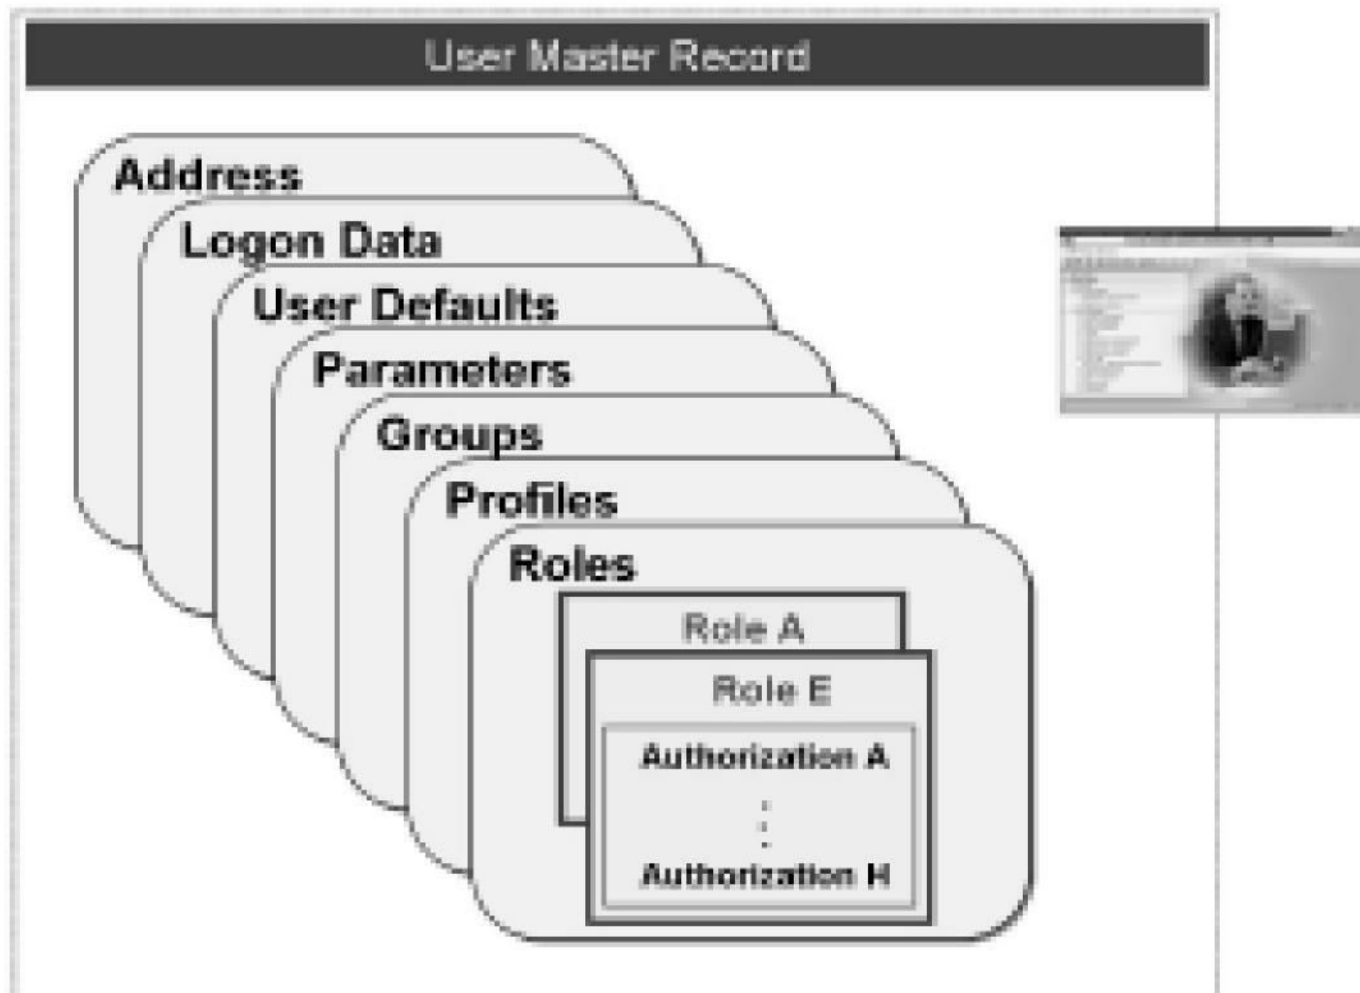 User Master Record
Address
Logon Data
User Defaults
Parameters
Groups
Profiles
Roles
Role A
Role E
Authorization A
Authorization H